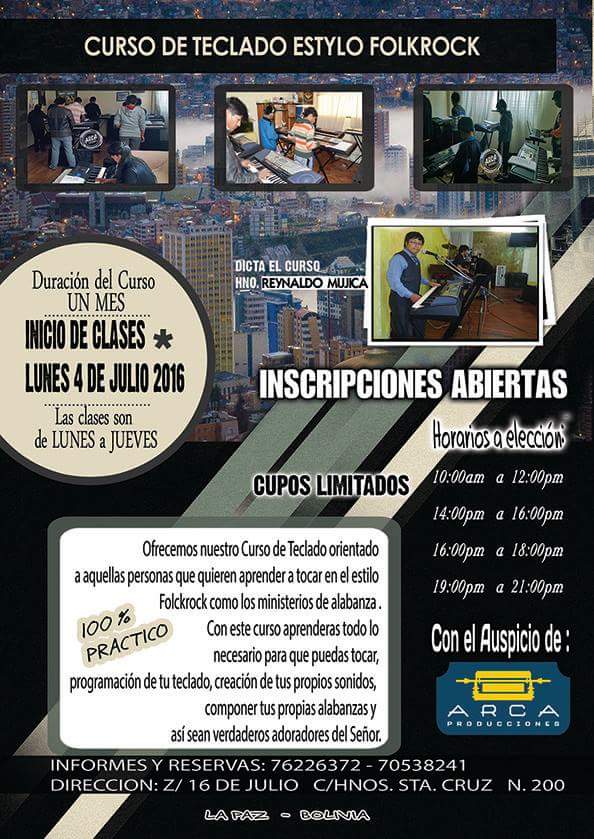 CURSO DE TECLADO ESTYLO FOLKROCK
DICTA EL CURSO
HNO. REYNALDO MUJICA
Duración del Curso
UN MES
INICIO DE CLASES *
LUNES 4 DE JULIO 2016
Las clases son
de LUNES a JUEVES
INSCRIPCIONES ABIERTAS
Horarios a elección
CUPOS LIMITADOS
10:00am a 12:00pm
14:00pm a 16:00pm
16:00pm a 18:00pm
19:00pm a 21:00pm
Ofrecemos nuestro Curso de Teclado orientado
a aquellas personas que quieren aprender a tocar en el estilo
Folckrock como los ministerios de alabanza .
Con este curso aprenderas todo lo
necesario para que puedas tocar,
programación de tu teclado, creación de tus propios sonidos,
componer tus propias alabanzas y
así sean verdaderos adoradores del Señor.
100%
PRACTICO
Con el Auspicio de :
ARCA
PRODUCCIONES
INFORMES Y RESERVAS: 76226372 - 70538241
DIRECCION: Z/ 16 DE JULIO C/HNOS. STA. CRUZ N. 200
LA PAZ - BOLIVIA